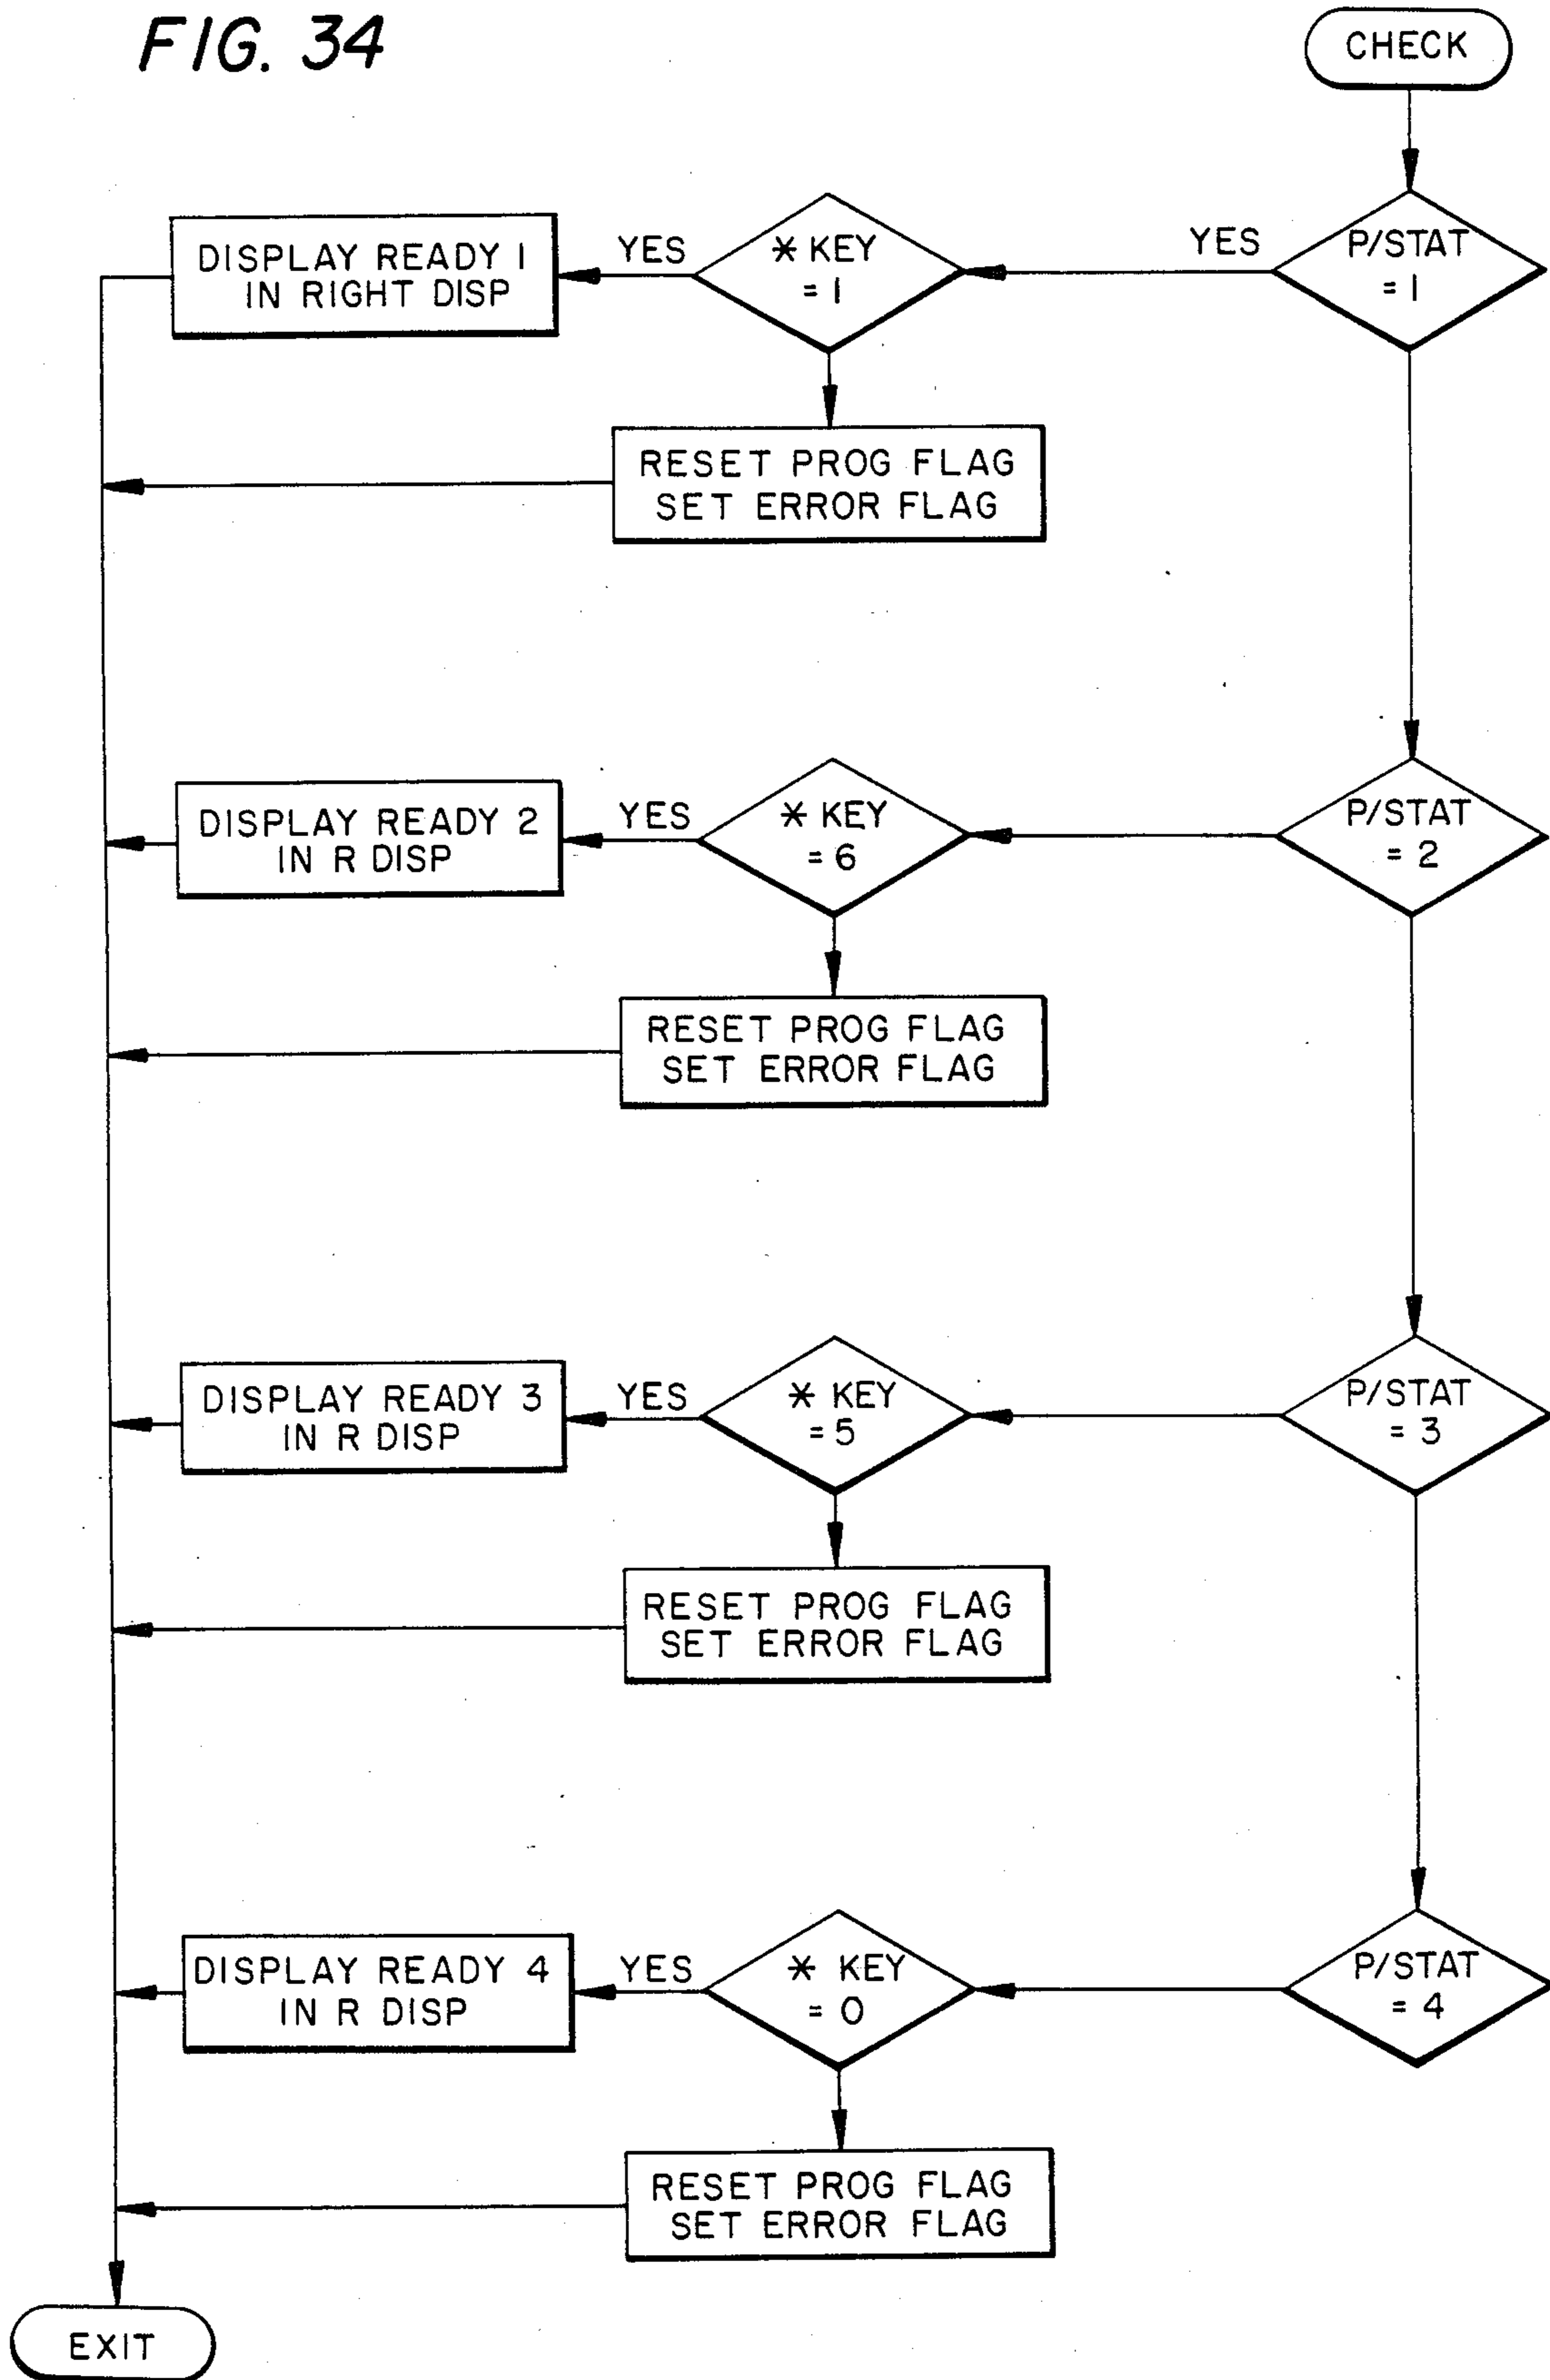 FIG. 34
CHECK
P/STAT
= 1
YES
* KEY
= 1
YES
DISPLAY READY 1
IN RIGHT DISP
RESET PROG FLAG
SET ERROR FLAG
P/STAT
= 2
* KEY
= 6
YES
DISPLAY READY 2
IN R DISP
RESET PROG FLAG
SET ERROR FLAG
P/STAT
= 3
* KEY
= 5
YES
DISPLAY READY 3
IN R DISP
RESET PROG FLAG
SET ERROR FLAG
P/STAT
= 4
* KEY
= 0
YES
DISPLAY READY 4
IN R DISP
RESET PROG FLAG
SET ERROR FLAG
EXIT